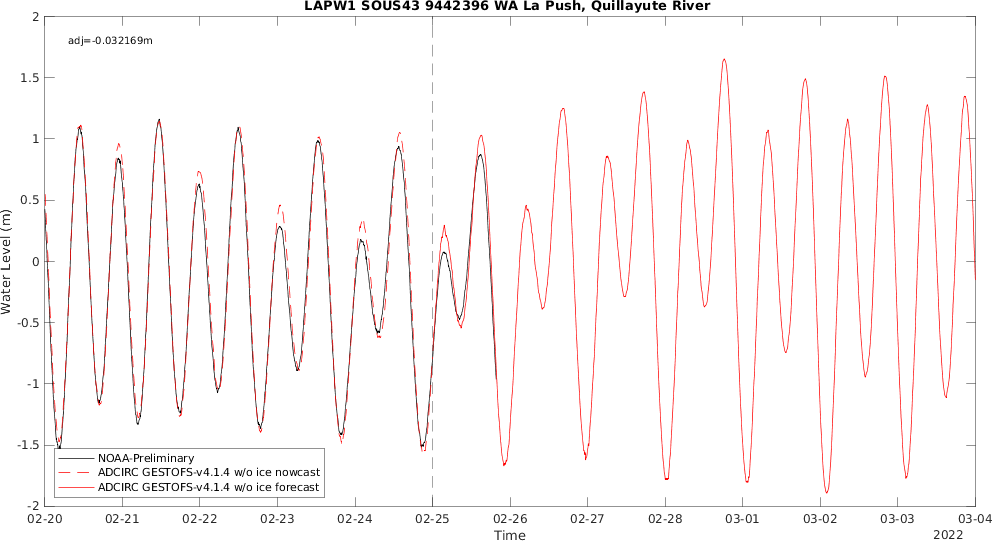 LAPW1 SOUS43 9442396 WA La Push, Quillayute River
adj=-0.032169m
Water Level (m)
2
1.5
1
0.5
0
-0.5
-1
-1.5
-2
NOAA-Preliminary
ADCIRC GESTOFS-v4.1.4 w/o ice nowcast
ADCIRC GESTOFS-v4.1.4 w/o ice forecast
02-20 02-21 02-22 02-23 02-24 02-25 02-26 02-27 02-28 03-01 03-02 03-03 03-04
Time
2022